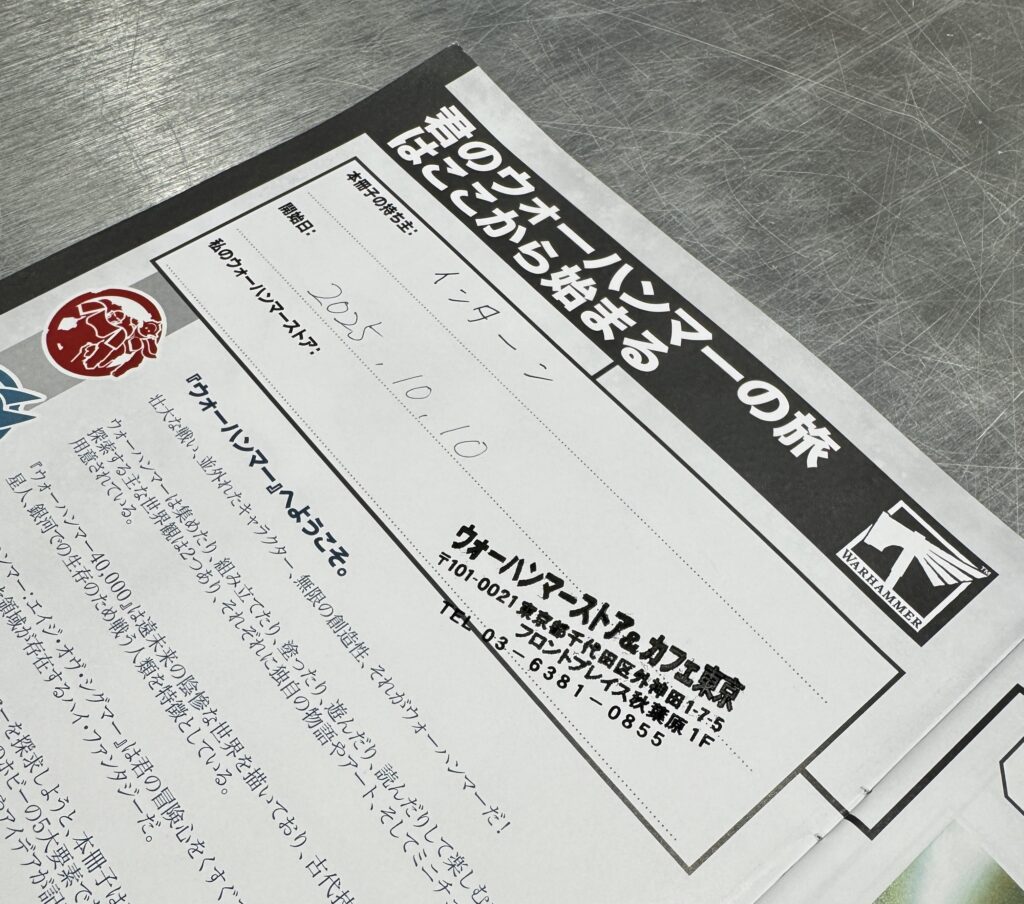 君のウォーハンマーの旅
はここから始まる
WARHAMMER™
本冊子の持ち主:
インターン
開始日:
2025.10.10
私のウォーハンマーストア:
ウォーハンマーストア&カフェ東京
〒101-0021 東京都千代田区外神田1-7-5
フロントプレイス秋葉原1F
TEL 03-6381-0855
『ウォーハンマー』へようこそ。
壮大な戦い、並外れたキャラクター、無限の創造性、それがウォーハンマーだ!
ウォーハンマーは集めたり、組み立てたり、塗ったり、遊んだり、読んだりして楽しむ
探索する主な世界観は2つあり、それぞれに独自の物語やアート、そしてミニチ
用意されている。
『ウォーハンマー40,000』は遠未来の陰惨な世界を描いており、古代
星人、銀河での生存のため戦う人類を特徴としている。
ンマー・エイジ・オヴ・シグマー』は君の冒険心をくすぐ
領域が存在するハイ・ファンタジーだ。
を探求しようと、本冊子は
ホビーの5大要素で
アイデアが記